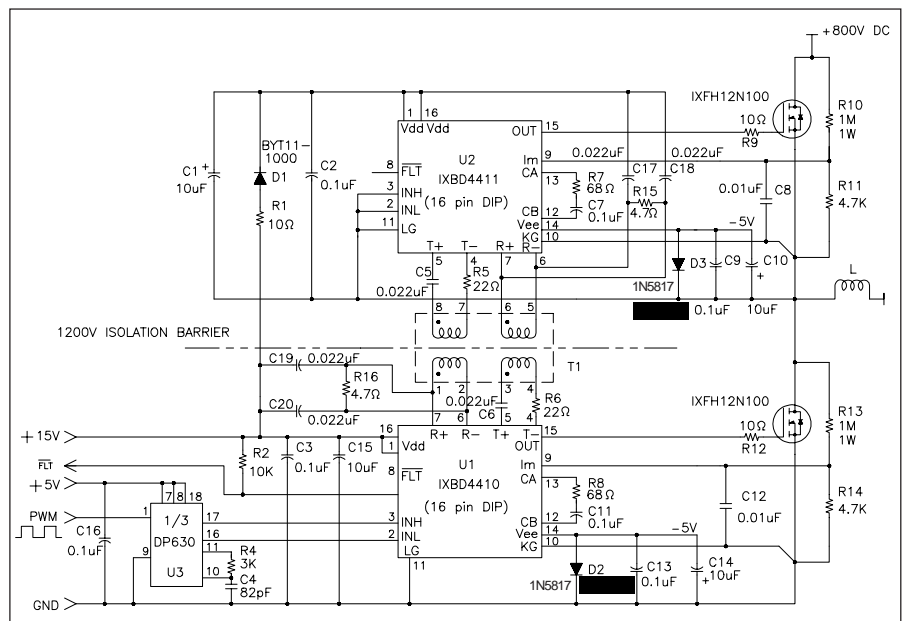 +800V DC
IXFH12N100
10Ω
R9
R10
1M
1W
1 16
Vdd Vdd
OUT 15
BYT11-
1000
D1
C1 +
10uF
C2
0.1uF
8 FLT
U2
IXBD4411
(16 pin DIP)
Im 9
0.022uF 0.022uF
CA 13
R7
68Ω
C17
C18
3 INH
2 INL
11 LG
C7
0.1uF
R15
4.7Ω
0.01uF
C8
R11
4.7K
R1
10Ω
CB 12
Vee 14
KG 10
-5V
T+ T- R+ R-
5 4 7 6
C5
0.022uF
R5
22Ω
D3
1N5817
C9
0.1uF
C10
+
10uF
L
8 7 6 5
1200V ISOLATION BARRIER
T1
C19 0.022uF
R16
4.7Ω
C20
0.022uF
1 2 3 4
0.022uF
C6
R6
22Ω
IXFH12N100
7 6 5 4
R+ R- T+ T-
10Ω
R12
R13
1M
1W
+15V
16
1 Vdd
OUT 15
R2
10K
C3
0.1uF
C15
10uF
FLT
8 FLT
U1
IXBD4410
(16 pin DIP)
Im 9
CA 13
R8
68Ω
C11
0.1uF
C12
0.01uF
R14
4.7K
+5V
7 8 18
PWM
1
1/3
DP630
U3
17
16
11
10
9
3 INH
2 INL
LG
11
CB 12
Vee 14
KG 10
-5V
C16
0.1uF
R4
3K
C4
82pF
D2
1N5817
C13
0.1uF
C14
+10uF
GND